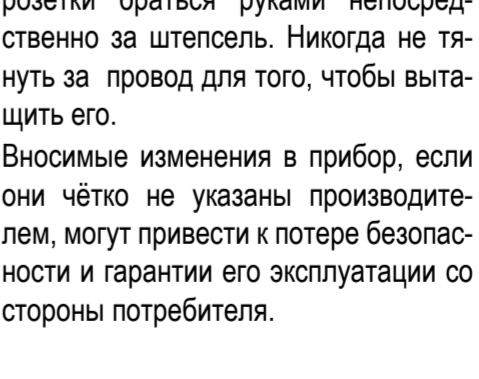 розетки браться руками непосред-
ственно за штепсель. Никогда не тя-
нуть за провод для того, чтобы выта-
щить его.
Вносимые изменения в прибор, если
они чётко не указаны производите-
лем, могут привести к потере безопас-
ности и гарантии его эксплуатации со
стороны потребителя.